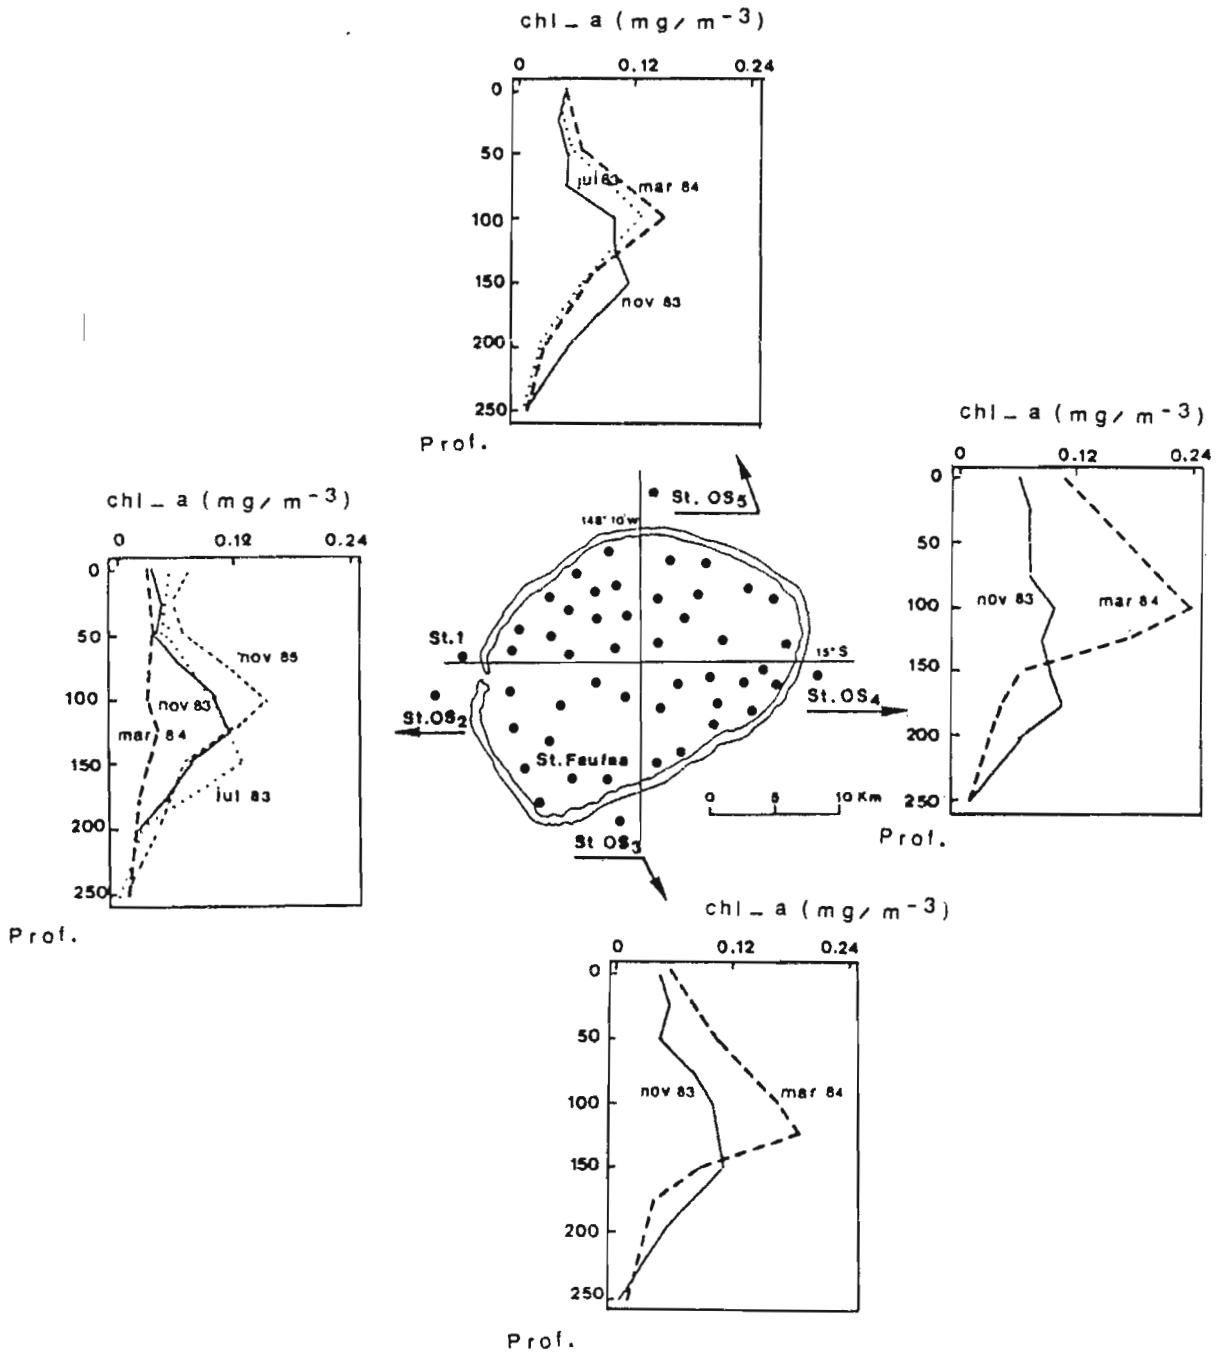 chl_a (mg/m-3)
0 0.12 0.24
0
50
jul 83
mar 84
100
150
nov 83
200
250
Prof.
chl_a (mg/m-3)
0 0.12 0.24
0
50
nov 83
100
mar 84
150
200
250
Prof.
chl_a (mg/m-3)
0 0.12 0.24
0
50
nov 85
100
nov 83
mar 84
150
jul 83
200
250
Prof.
St. OS5
148° 10'W
St.1
15° S
St.OS2
St.OS4
St.Faufaa
0 5 10 Km
St OS3
chl_a (mg/m-3)
0 0.12 0.24
0
50
nov 83
mar 84
100
150
200
250
Prof.